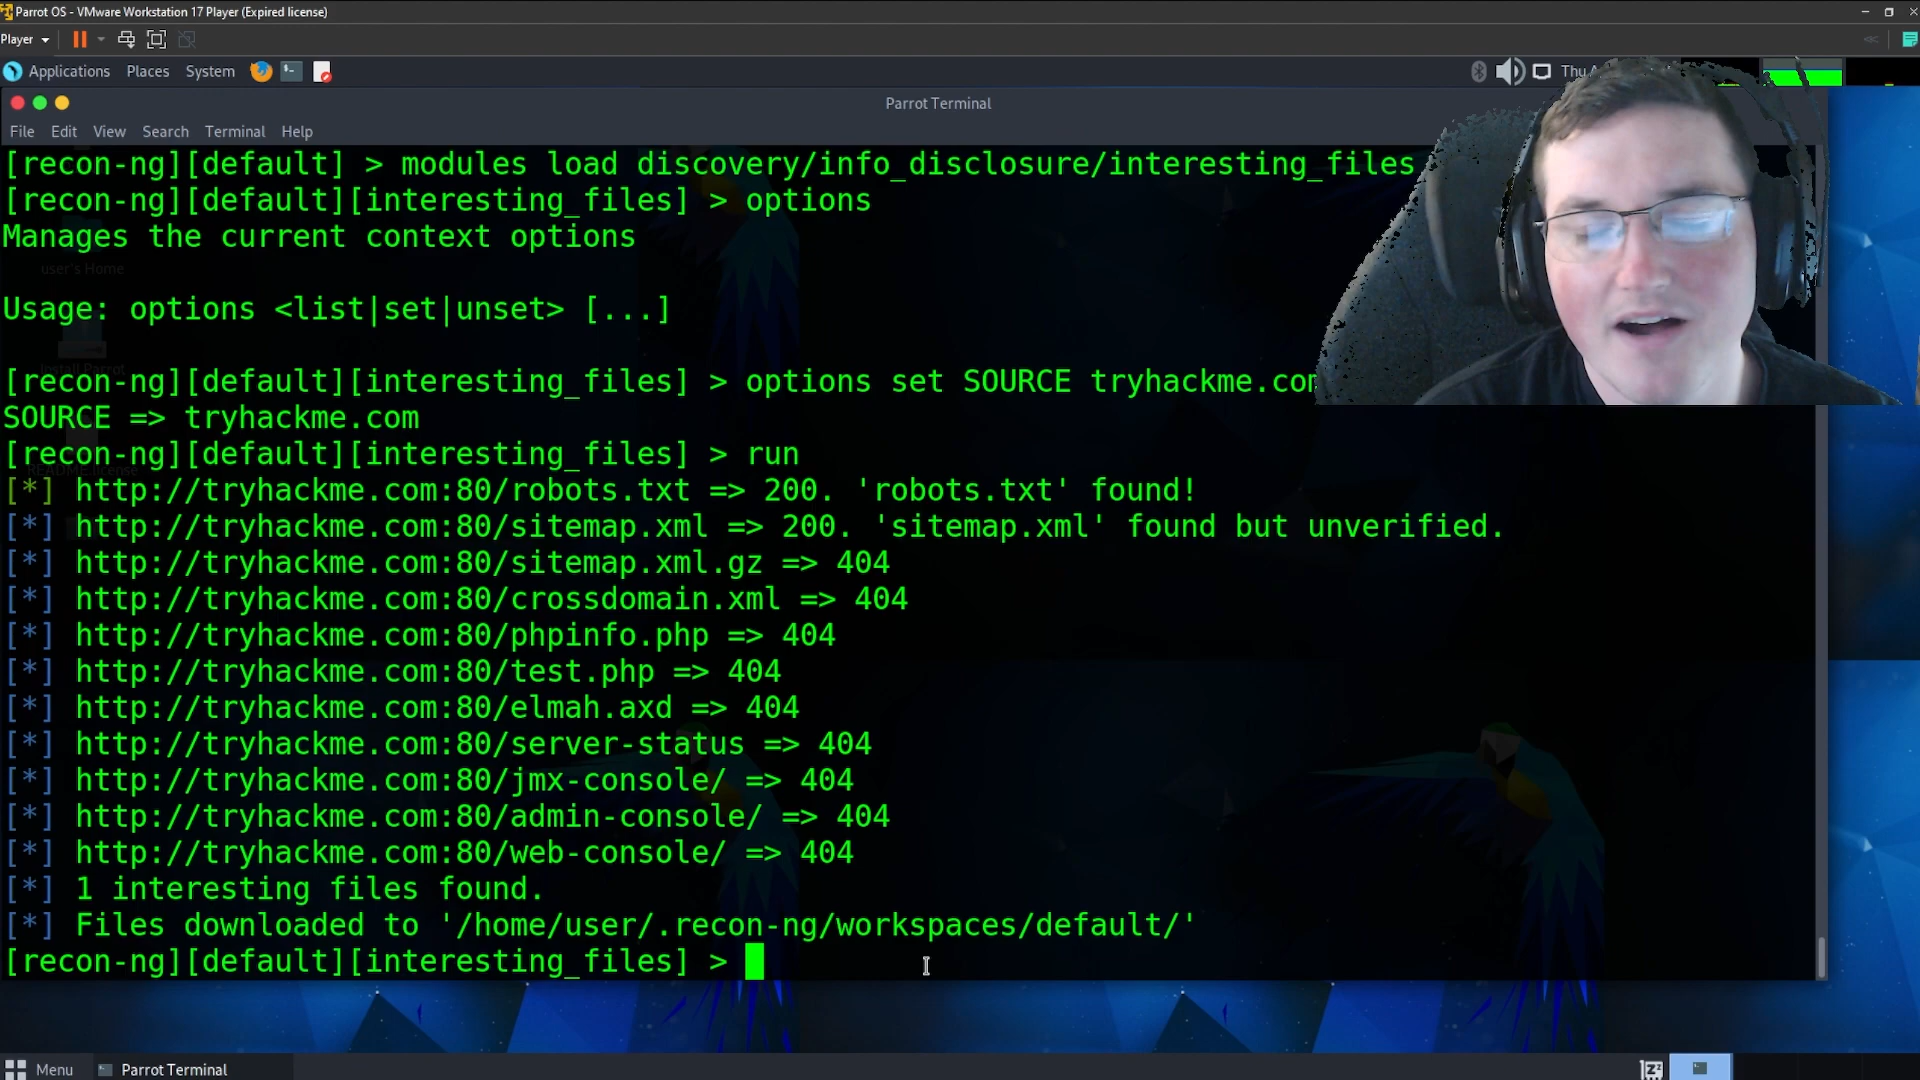 Parrot OS - VMware Workstation 17 Player (Expired license)
Player
Applications Places System Thu
Parrot Terminal
File Edit View Search Terminal Help
[recon-ng][default] > modules load discovery/info_disclosure/interesting_files
[recon-ng][default][interesting_files] > options
Manages the current context options
user's Home
Usage: options <list|set|unset> [...]
Install Parrot
[recon-ng][default][interesting_files] > options set SOURCE tryhackme.com
SOURCE => tryhackme.com
[recon-ng][default][interesting_files] > run
README.license
[*] http://tryhackme.com:80/robots.txt => 200. 'robots.txt' found!
[*] http://tryhackme.com:80/sitemap.xml => 200. 'sitemap.xml' found but unverified.
[*] http://tryhackme.com:80/sitemap.xml.gz => 404
[*] http://tryhackme.com:80/crossdomain.xml => 404
[*] http://tryhackme.com:80/phpinfo.php => 404
[*] http://tryhackme.com:80/test.php => 404
[*] http://tryhackme.com:80/elmah.axd => 404
[*] http://tryhackme.com:80/server-status => 404
[*] http://tryhackme.com:80/jmx-console/ => 404
[*] http://tryhackme.com:80/admin-console/ => 404
[*] http://tryhackme.com:80/web-console/ => 404
[*] 1 interesting files found.
[*] Files downloaded to '/home/user/.recon-ng/workspaces/default/'
[recon-ng][default][interesting_files] >
Menu Parrot Terminal